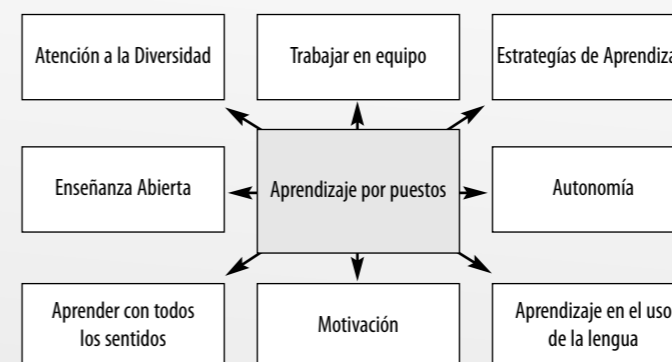 Atención a la Diversidad
Trabajar en equipo
Estrategías de
Enseñanza Abierta
Aprendizaje por puestos
Autonomía
Aprender con todos
los sentidos
Motivación
Aprendizaje en el uso
de la lengua